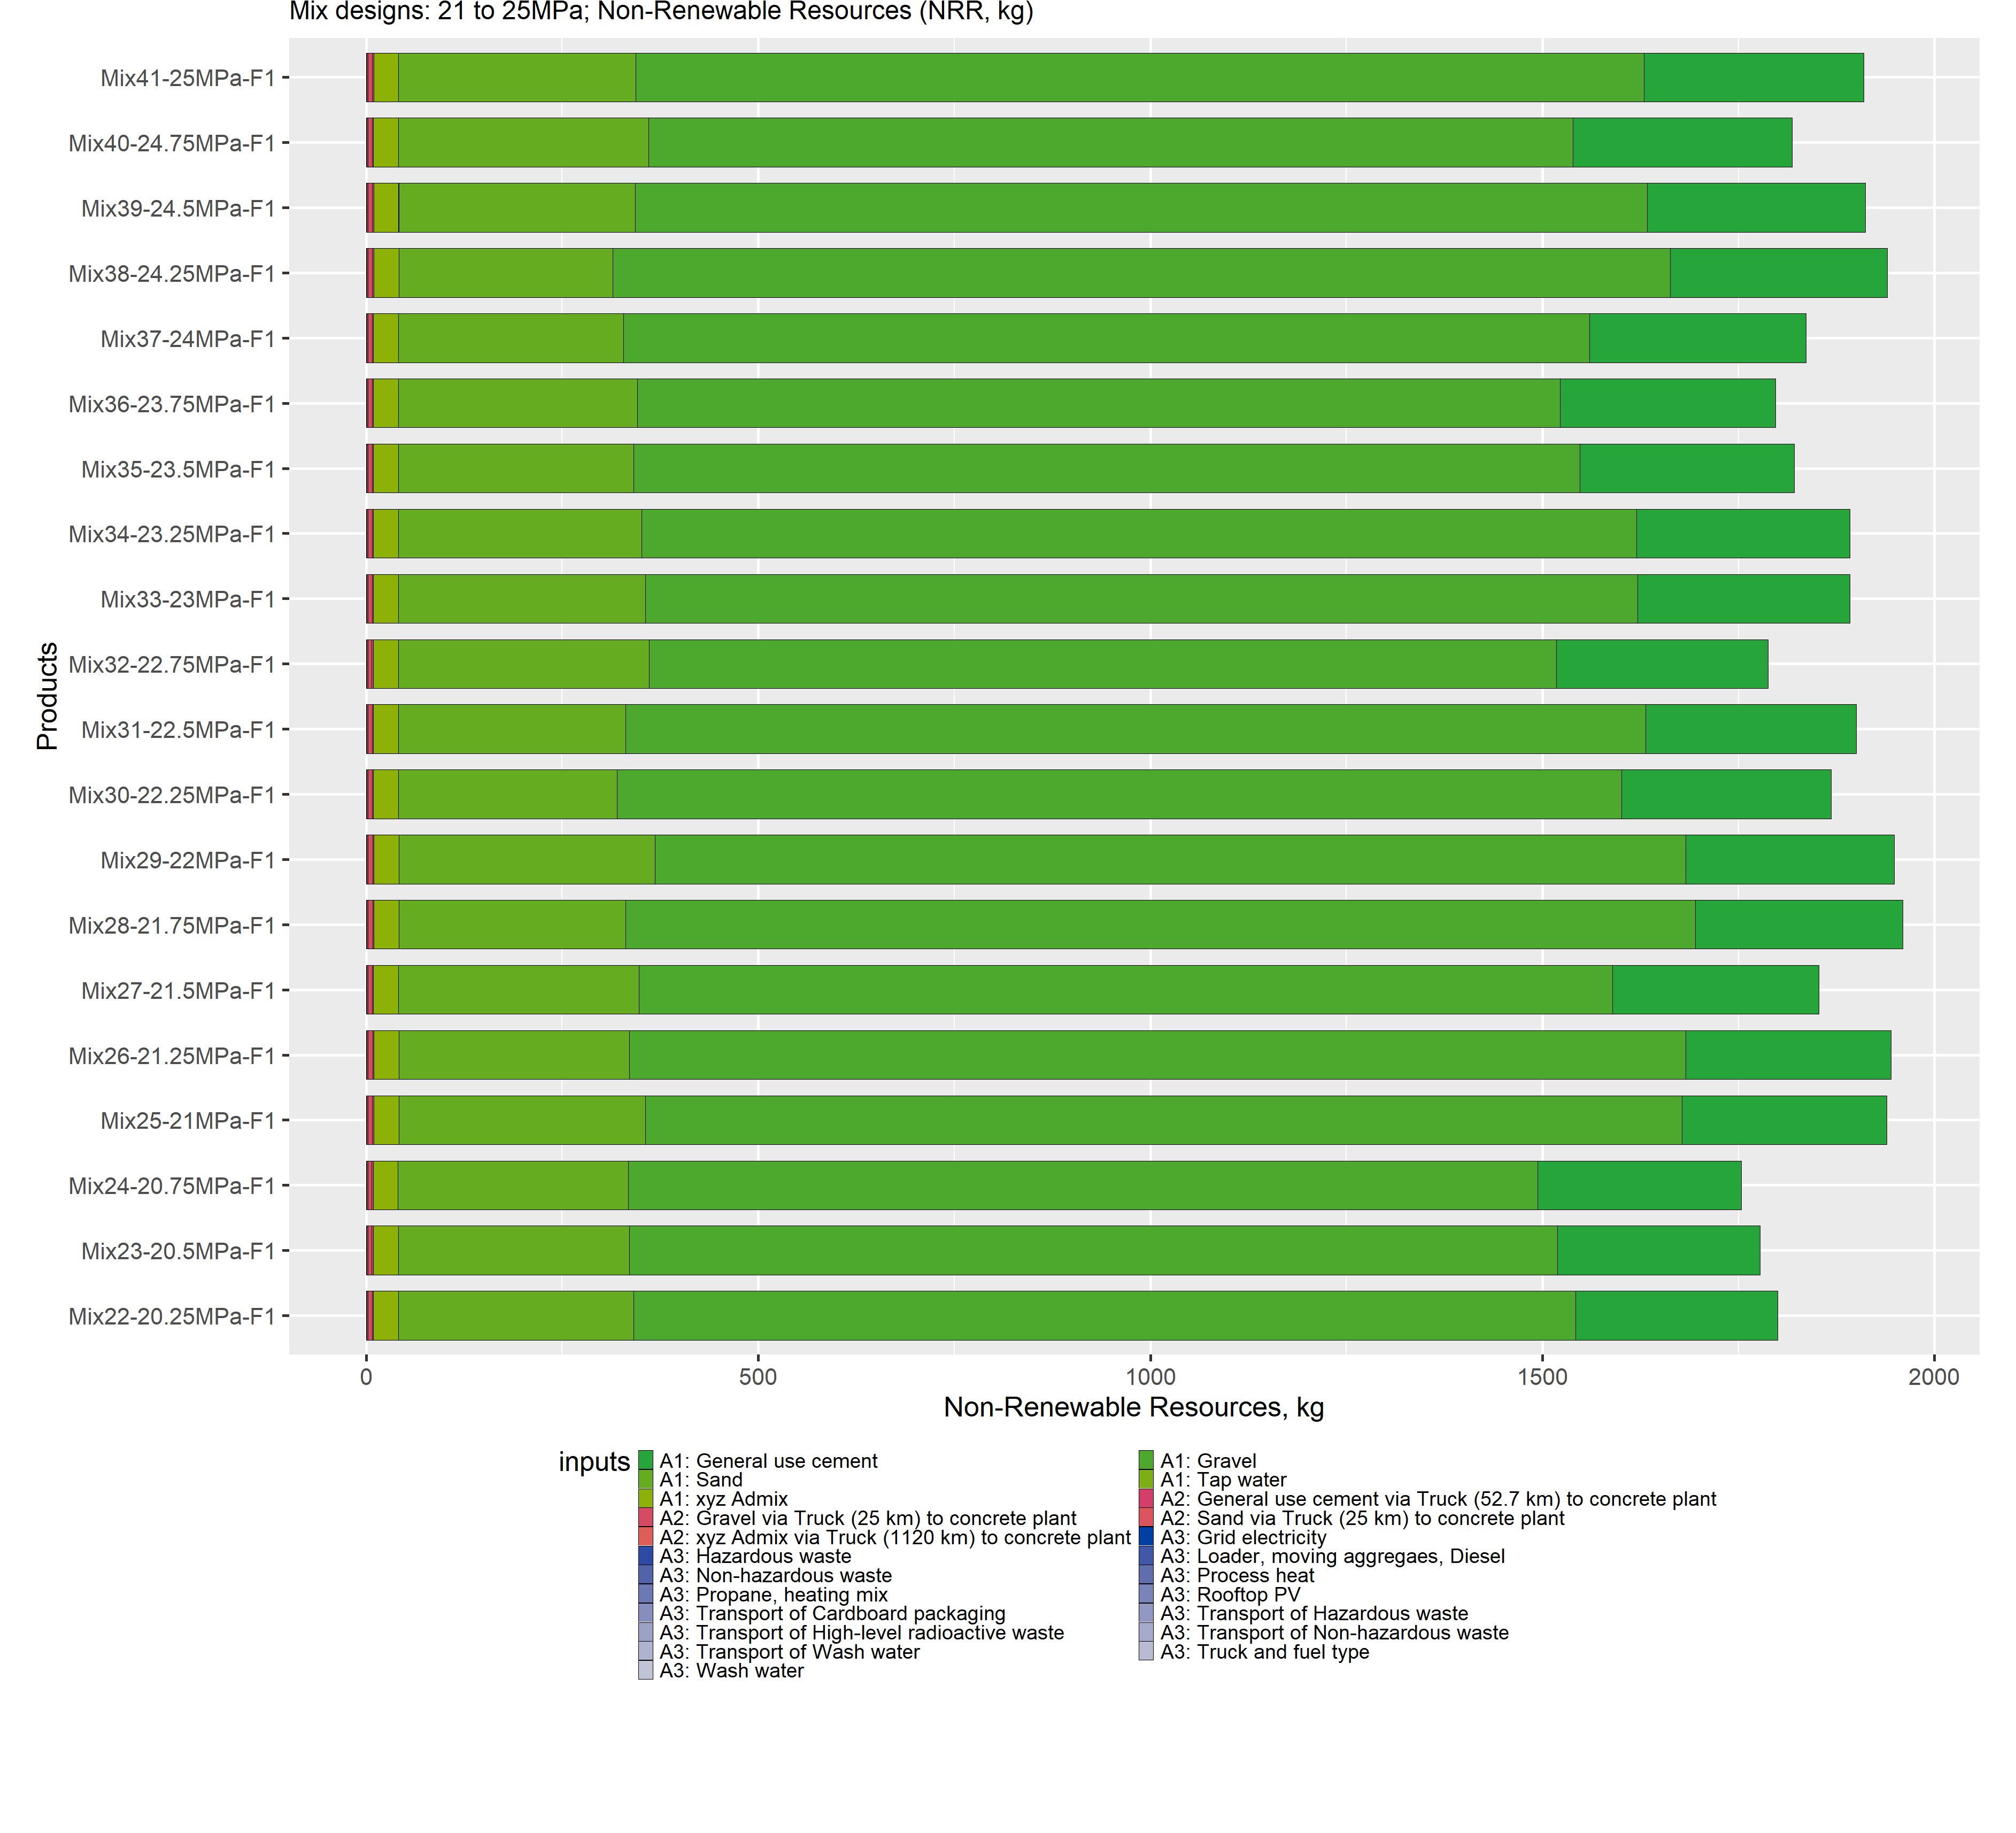 Mix designs: 21 to 25MPa; Non-Renewable Resources (NRR, kg)
Mix41-25MPa-F1
Mix40-24.75MPa-F1
Mix39-24.5MPa-F1
Mix38-24.25MPa-F1
Mix37-24MPa-F1
Mix36-23.75MPa-F1
Mix35-23.5MPa-F1
Mix34-23.25MPa-F1
Mix33-23MPa-F1
Mix32-22.75MPa-F1
Mix31-22.5MPa-F1
Mix30-22.25MPa-F1
Mix29-22MPa-F1
Mix28-21.75MPa-F1
Mix27-21.5MPa-F1
Mix26-21.25MPa-F1
Mix25-21MPa-F1
Mix24-20.75MPa-F1
Mix23-20.5MPa-F1
Mix22-20.25MPa-F1
Products
0 500 1000 1500 2000
Non-Renewable Resources, kg
inputs
A1: General use cement A1: Gravel
A1: Sand A1: Tap water
A1: xyz Admix A2: General use cement via Truck (52.7 km) to concrete plant
A2: Gravel via Truck (25 km) to concrete plant A2: Sand via Truck (25 km) to concrete plant
A2: xyz Admix via Truck (1120 km) to concrete plant A3: Grid electricity
A3: Hazardous waste A3: Loader, moving aggregaes, Diesel
A3: Non-hazardous waste A3: Process heat
A3: Propane, heating mix A3: Rooftop PV
A3: Transport of Cardboard packaging A3: Transport of Hazardous waste
A3: Transport of High-level radioactive waste A3: Transport of Non-hazardous waste
A3: Transport of Wash water A3: Truck and fuel type
A3: Wash water